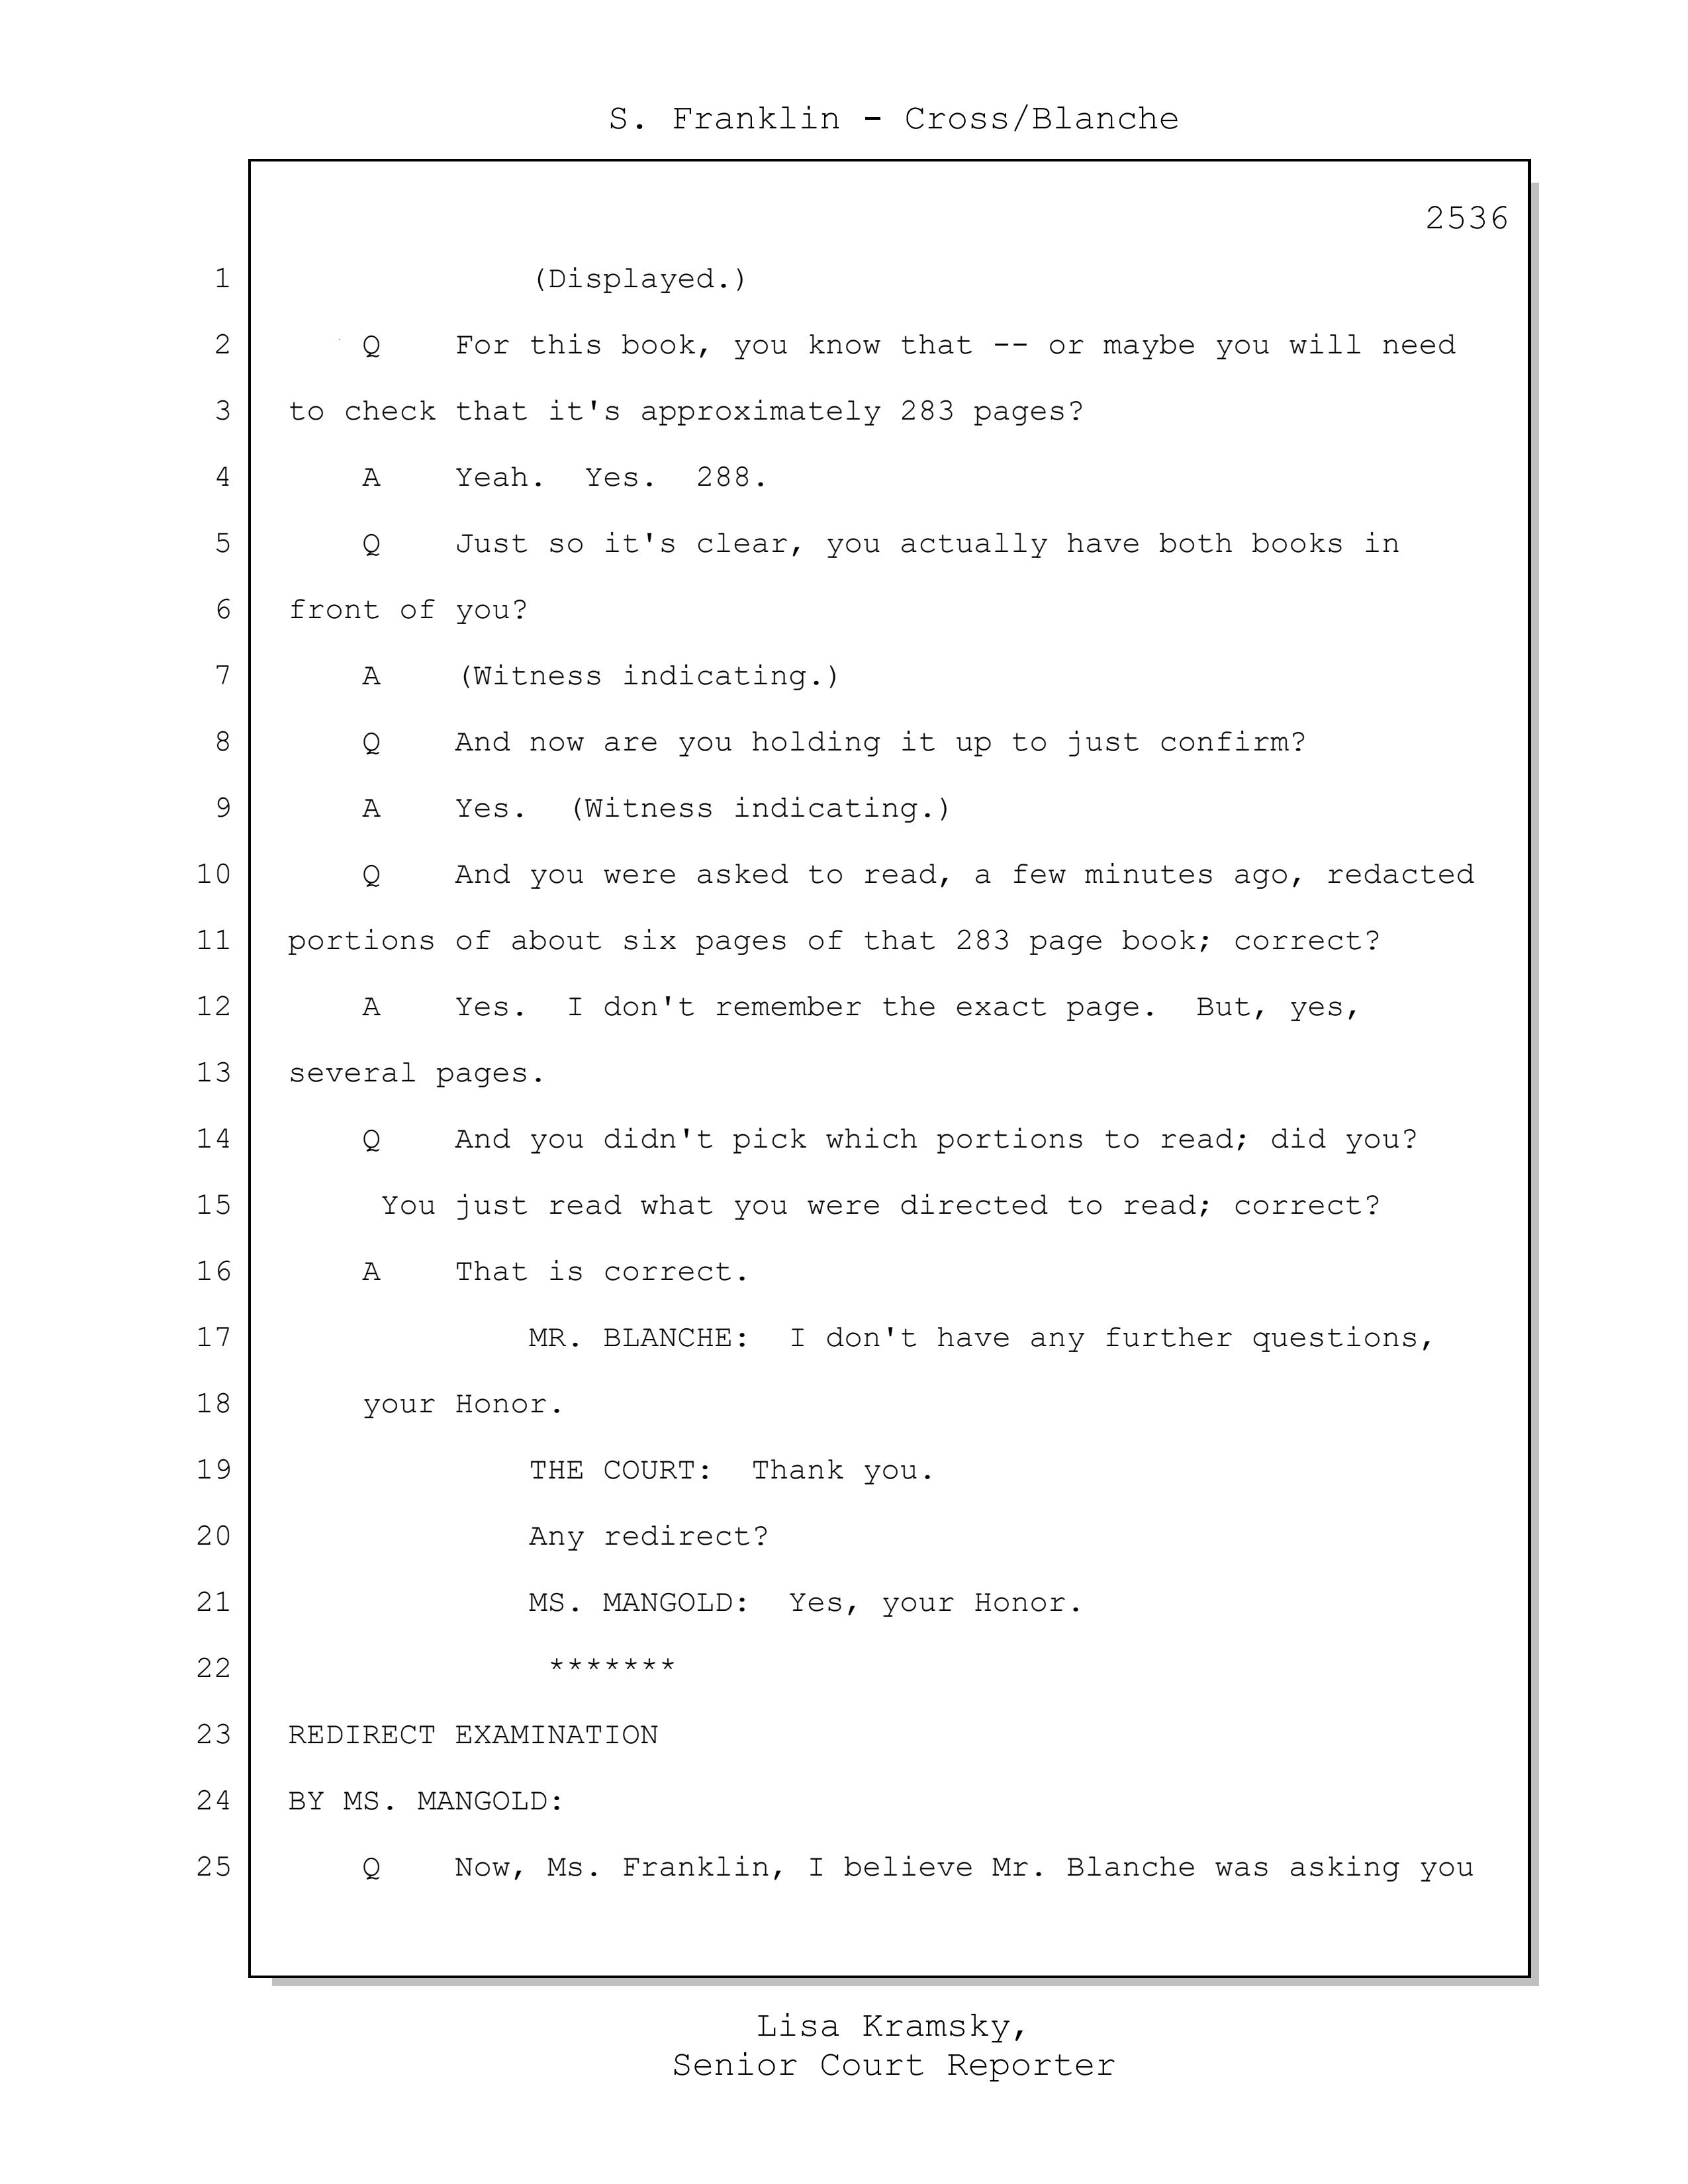 S. Franklin - Cross/Blanche
2536
1 (Displayed.)
2 Q For this book, you know that -- or maybe you will need
3 to check that it's approximately 283 pages?
4 A Yeah. Yes. 288.
5 Q Just so it's clear, you actually have both books in
6 front of you?
7 A (Witness indicating.)
8 Q And now are you holding it up to just confirm?
9 A Yes. (Witness indicating.)
10 Q And you were asked to read, a few minutes ago, redacted
11 portions of about six pages of that 283 page book; correct?
12 A Yes. I don't remember the exact page. But, yes,
13 several pages.
14 Q And you didn't pick which portions to read; did you?
15 You just read what you were directed to read; correct?
16 A That is correct.
17 MR. BLANCHE: I don't have any further questions,
18 your Honor.
19 THE COURT: Thank you.
20 Any redirect?
21 MS. MANGOLD: Yes, your Honor.
22 *******
23 REDIRECT EXAMINATION
24 BY MS. MANGOLD:
25 Q Now, Ms. Franklin, I believe Mr. Blanche was asking you
Lisa Kramsky,
Senior Court Reporter